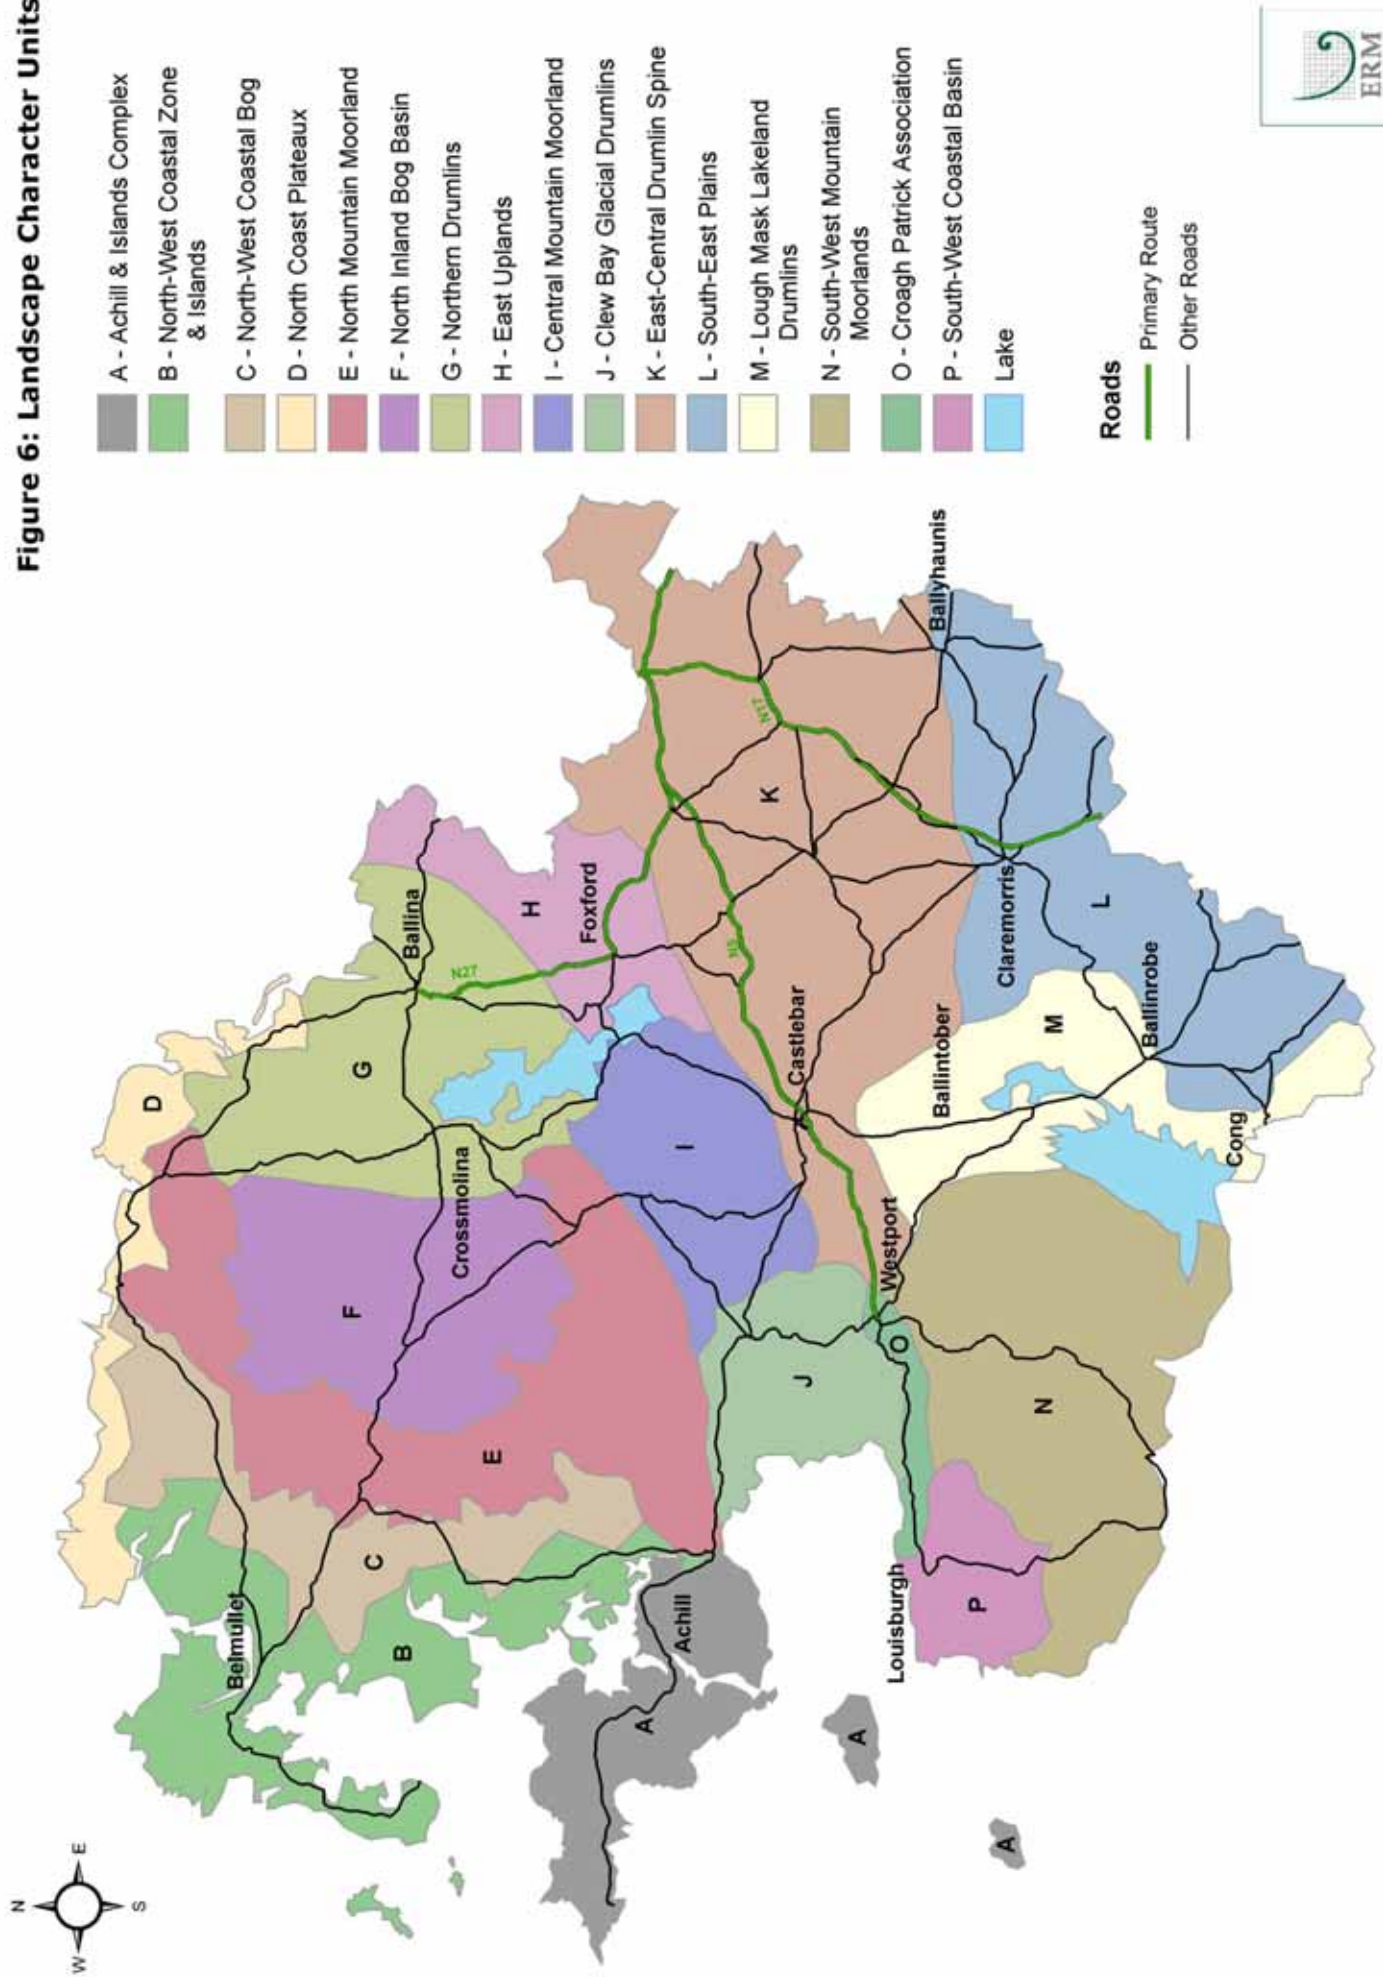 Figure 6: Landscape Character Units
A - Achill & Islands Complex
B - North-West Coastal Zone
& Islands
C - North-West Coastal Bog
D - North Coast Plateaux
E - North Mountain Moorland
F - North Inland Bog Basin
G - Northern Drumlins
H - East Uplands
I - Central Mountain Moorland
J - Clew Bay Glacial Drumlins
K - East-Central Drumlin Spine
L - South-East Plains
M - Lough Mask Lakeland
Drumlins
N - South-West Mountain
Moorlands
O - Croagh Patrick Association
P - South-West Coastal Basin
Lake
Roads
Primary Route
Other Roads
ERM
N
W
E
S
D
Belmullet
Ballina
G
F
N27
C
B
Crossmolina
E
H
Foxford
A
Achill
I
N5
N17
K
Castlebar
J
A
Westport
O
Louisburgh
Ballintober
Ballyhaunis
P
A
Claremorris
N
M
L
Ballinrobe
Cong